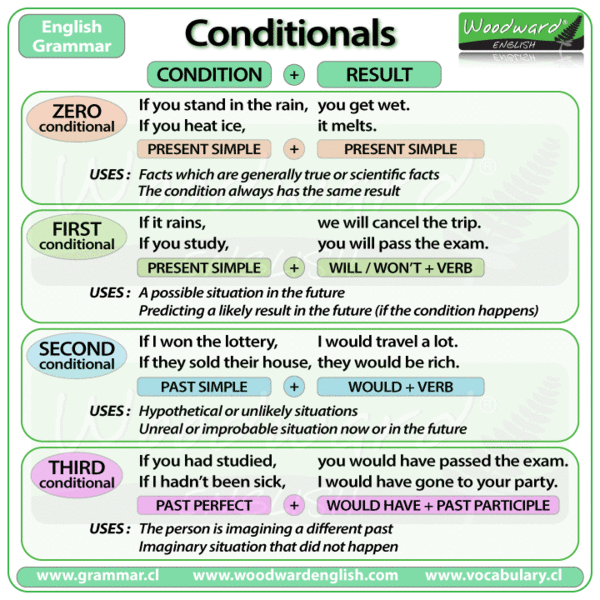 English
Grammar
Conditionals
Woodward®
ENGLISH
CONDITION + RESULT
ZERO
conditional
If you stand in the rain, you get wet.
If you heat ice, it melts.
PRESENT SIMPLE + PRESENT SIMPLE
USES: Facts which are generally true or scientific facts
The condition always has the same result
FIRST
conditional
If it rains, we will cancel the trip.
If you study, you will pass the exam.
PRESENT SIMPLE + WILL / WON'T + VERB
USES: A possible situation in the future
Predicting a likely result in the future (if the condition happens)
SECOND
conditional
If I won the lottery, I would travel a lot.
If they sold their house, they would be rich.
PAST SIMPLE + WOULD + VERB
USES: Hypothetical or unlikely situations
Unreal or improbable situation now or in the future
THIRD
conditional
If you had studied, you would have passed the exam.
If I hadn't been sick, I would have gone to your party.
PAST PERFECT + WOULD HAVE + PAST PARTICIPLE
USES: The person is imagining a different past
Imaginary situation that did not happen
www.grammar.cl www.woodwardenglish.com www.vocabulary.cl